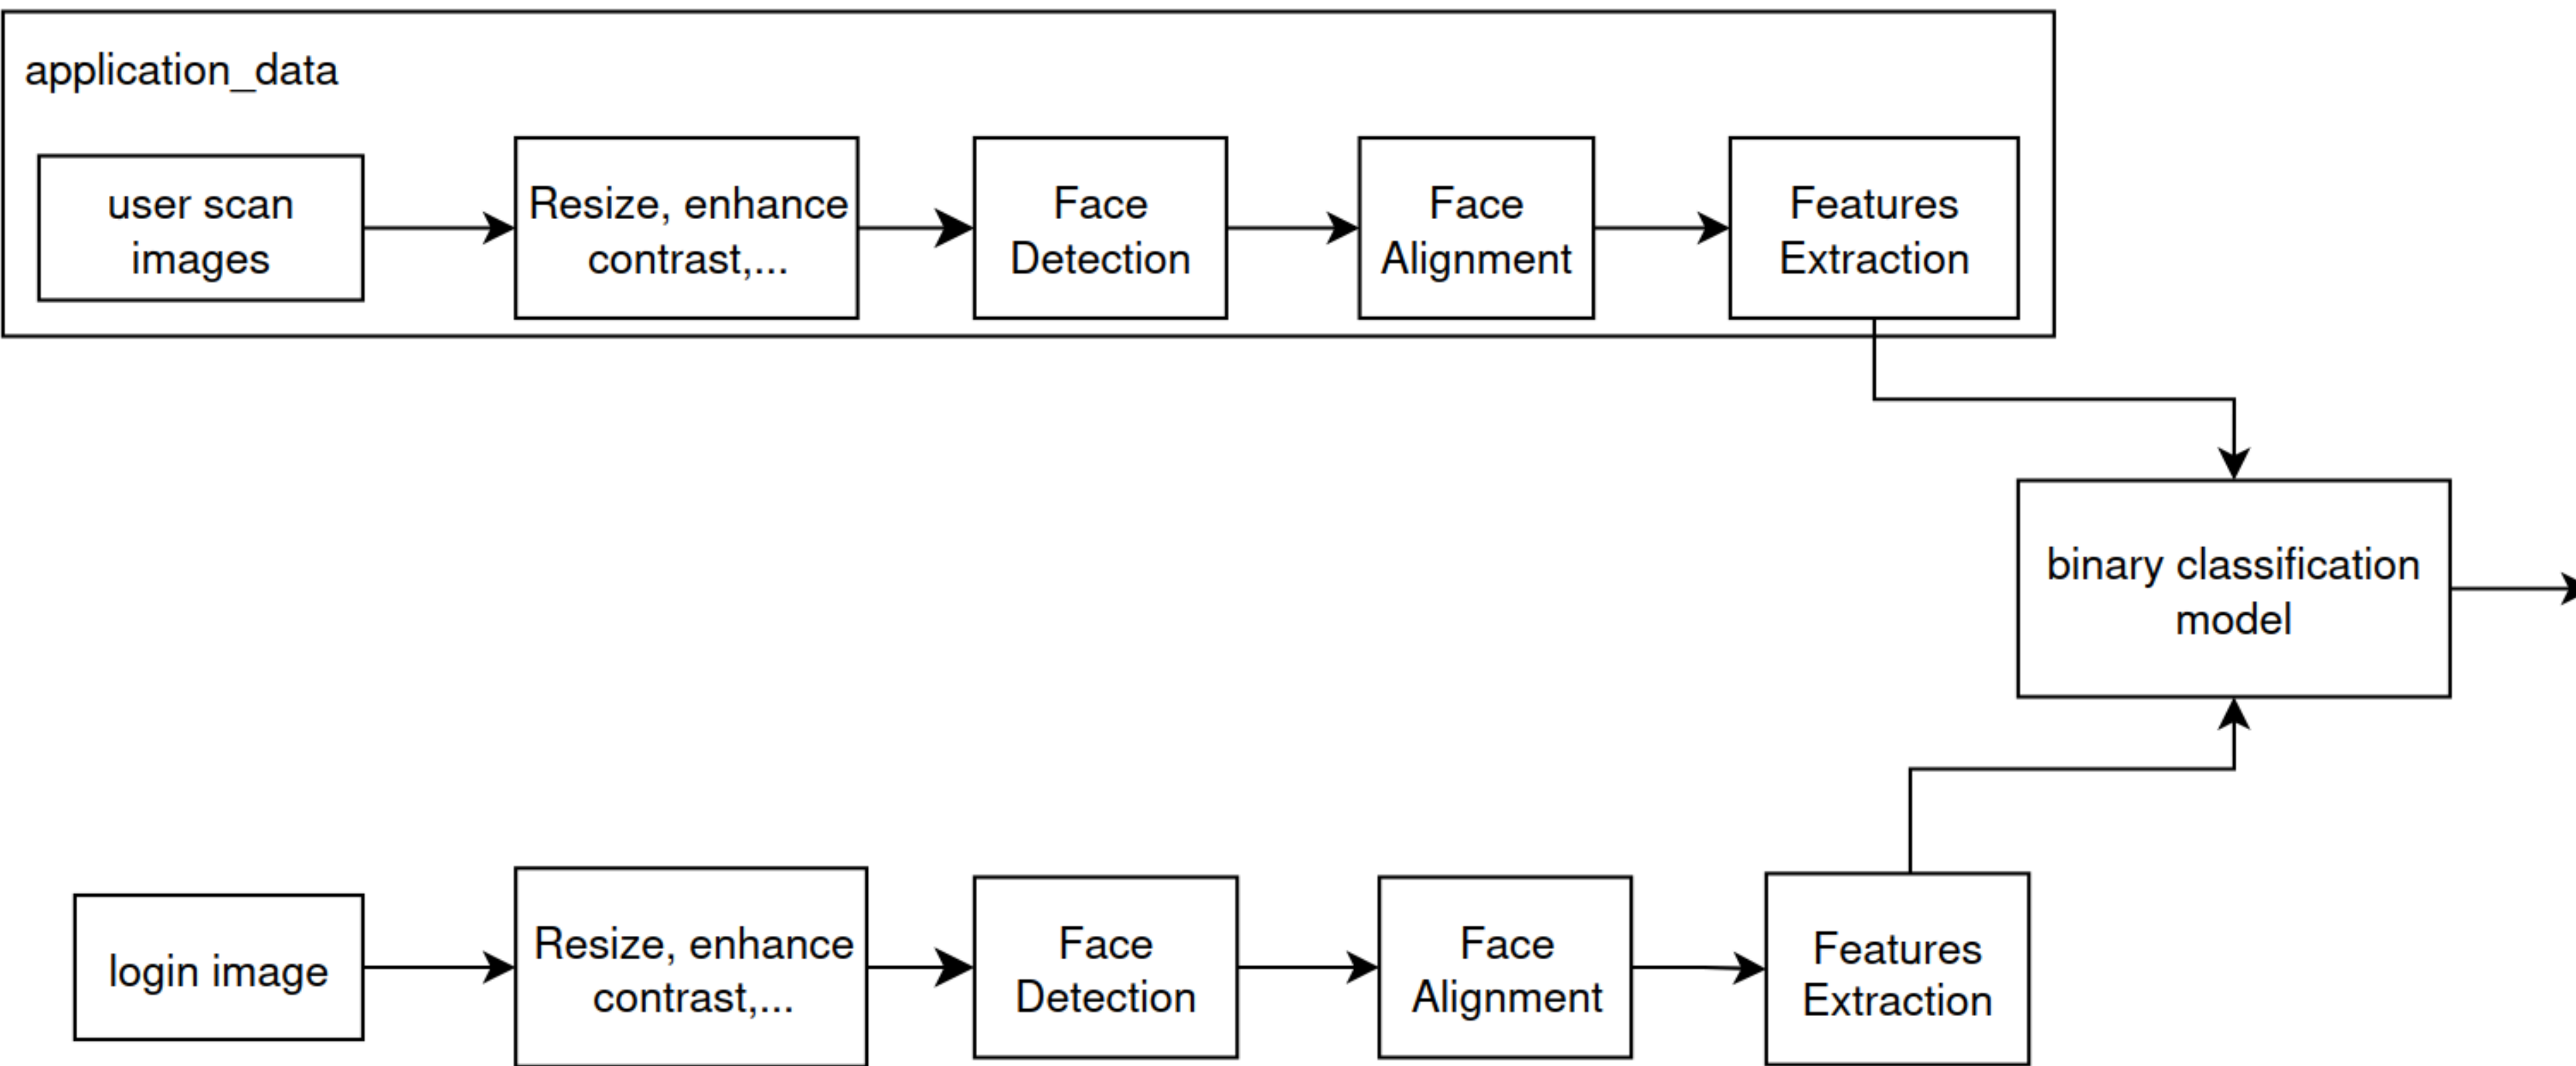 application_data
user scan
images
Resize, enhance
contrast,...
Face
Detection
Face
Alignment
Features
Extraction
binary classification
model
login image
Resize, enhance
contrast,...
Face
Detection
Face
Alignment
Features
Extraction